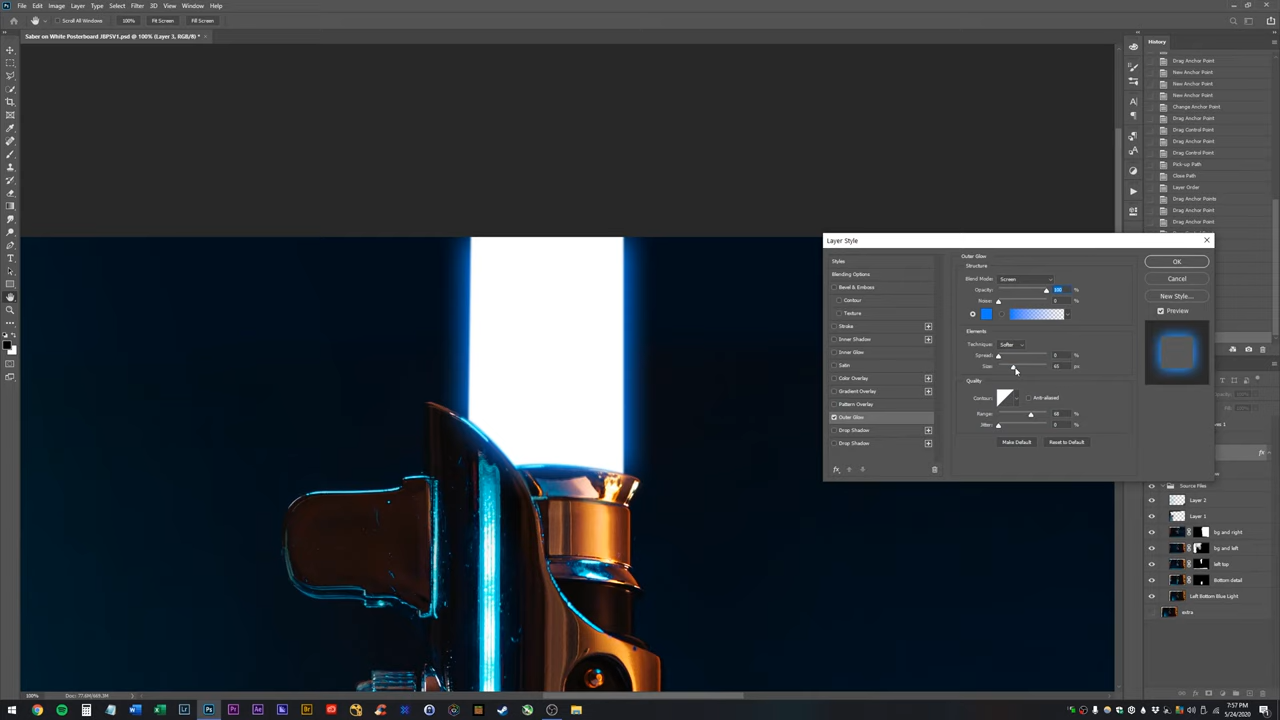 File Edit Image Layer Type Select Filter 3D View Window Help
Scroll All Windows 100% Fit Screen Fill Screen
Saber on White Posterboard JBPSV1.psd @ 100% (Layer 3, RGB/8) *
History
Drag Anchor Point
New Anchor Point
New Anchor Point
New Anchor Point
Change Anchor Point
Drag Anchor Point
Drag Control Point
Drag Anchor Point
Drag Control Point
Pick-up Path
Close Path
Layer Order
Drag Anchor Points
Drag Anchor Point
Drag Anchor Point
Layer Style
Styles
Blending Options
Bevel & Emboss
Contour
Texture
Stroke
Inner Shadow
Inner Glow
Satin
Color Overlay
Gradient Overlay
Pattern Overlay
Outer Glow
Drop Shadow
Drop Shadow
Outer Glow
Structure
Blend Mode: Screen
Opacity: 100 %
Noise: 0 %
Elements
Technique: Softer
Spread: 0 %
Size: 65 px
Quality
Contour: Anti-aliased
Range: 68 %
Jitter: 0 %
Make Default Reset to Default
OK
Cancel
New Style...
Preview
Source Files
Layer 2
Layer 1
bg and right
bg and left
left top
Bottom detail
Left Bottom Blue Light
extra
100%
7:57 PM
5/24/2020